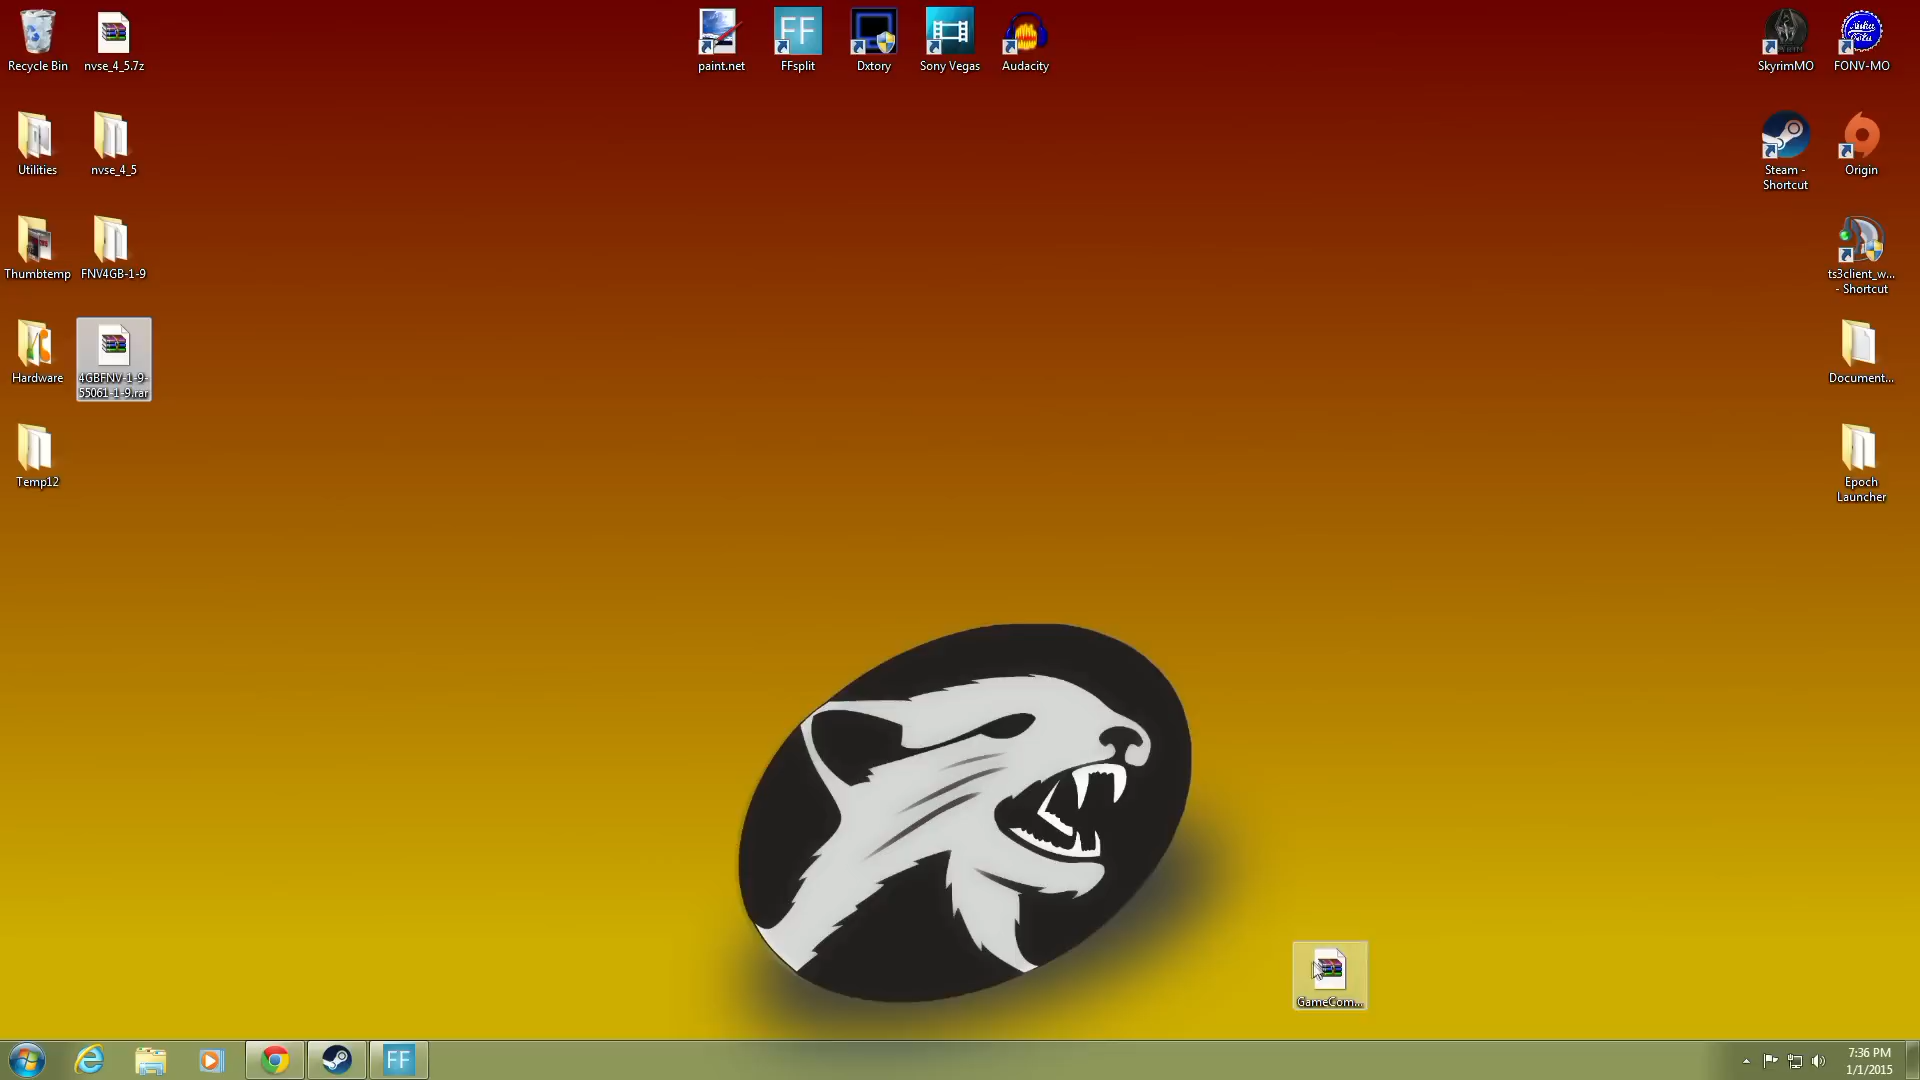 Recycle Bin
nvse_4_5.7z
paint.net
FFsplit
Dxtory
Sony Vegas
Audacity
SkyrimMO
FONV-MO
Utilities
nvse_4_5
Steam -
Shortcut
Origin
Thumbtemp
FNV4GB-1-9
ts3client_w...
- Shortcut
Hardware
4GBFNV-1-9-
55061-1-9.rar
Document...
Temp12
Epoch
Launcher
GameCom...
FF
7:36 PM
1/1/2015